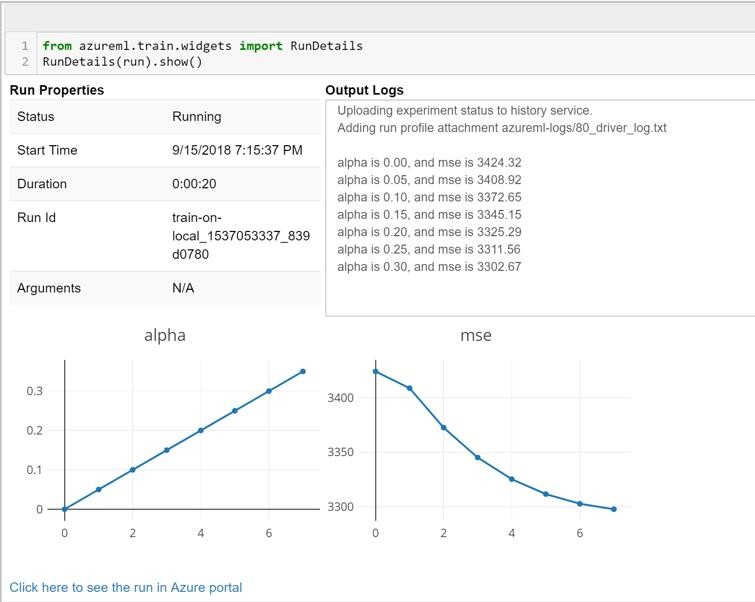 1 from azureml.train.widgets import RunDetails
2 RunDetails(run).show()
Run Properties
Status Running
Start Time 9/15/2018 7:15:37 PM
Duration 0:00:20
Run Id train-on-
local_1537053337_839
d0780
Arguments N/A
Output Logs
Uploading experiment status to history service.
Adding run profile attachment azureml-logs/80_driver_log.txt
alpha is 0.00, and mse is 3424.32
alpha is 0.05, and mse is 3408.92
alpha is 0.10, and mse is 3372.65
alpha is 0.15, and mse is 3345.15
alpha is 0.20, and mse is 3325.29
alpha is 0.25, and mse is 3311.56
alpha is 0.30, and mse is 3302.67
alpha
0.3
0.2
0.1
0
0 2 4 6
mse
3400
3350
3300
0 2 4 6
Click here to see the run in Azure portal